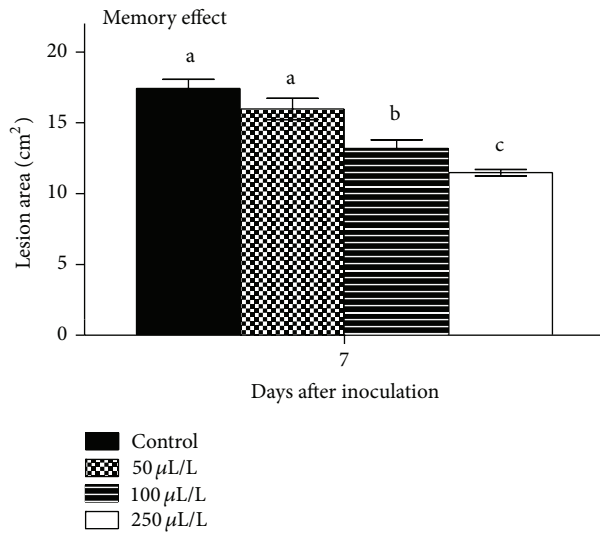 Memory effect
20
15
10
5
0
Lesion area (cm²)
a
a
b
c
7
Days after inoculation
Control
50 μL/L
100 μL/L
250 μL/L